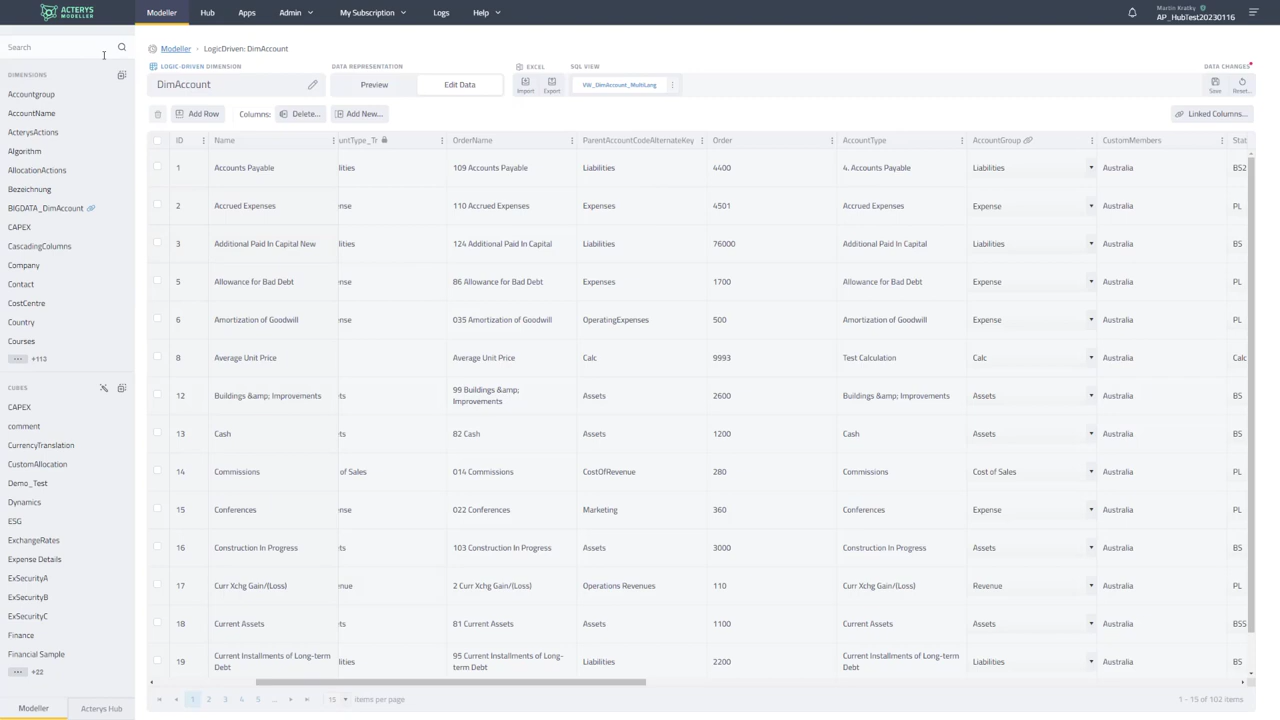 ACTERYS MODELLER
Modeller
Hub
Apps
Admin
My Subscription
Logs
Help
Martin Kratky
AP_HubTest20230116
Search
DIMENSIONS
Accountgroup
AccountName
ActerysActions
Algorithm
AllocationActions
Bezeichnung
BIGDATA_DimAccount
CAPEX
CascadingColumns
Company
Contact
CostCentre
Country
Courses
... +113
CUBES
CAPEX
comment
CurrencyTranslation
CustomAllocation
Demo_Test
Dynamics
ESG
ExchangeRates
Expense Details
ExSecurityA
ExSecurityB
ExSecurityC
Finance
Financial Sample
... +22
Modeller
Acterys Hub
Modeller - LogicDriven: DimAccount
LOGIC-DRIVEN DIMENSION
DATA REPRESENTATION
EXCEL
SQL VIEW
DATA CHANGES
DimAccount
Preview
Edit Data
Import
Export
VW_DimAccount_MultiLang
Save
Reset...
Add Row
Columns:
Delete...
Add New...
Linked Columns...
ID Name untType_Tr OrderName ParentAccountCodeAlternateKey Order AccountType AccountGroup CustomMembers Stat
1 Accounts Payable lities 109 Accounts Payable Liabilities 4400 4. Accounts Payable Liabilities Australia BS2
2 Accrued Expenses nse 110 Accrued Expenses Expenses 4501 Accrued Expenses Expense Australia PL
3 Additional Paid In Capital New lities 124 Additional Paid In Capital Liabilities 76000 Additional Paid In Capital Liabilities Australia BS
5 Allowance for Bad Debt 86 Allowance for Bad Debt Expenses 1700 Allowance for Bad Debt Expense Australia PL
6 Amortization of Goodwill nse 035 Amortization of Goodwill OperatingExpenses 500 Amortization of Goodwill Expense Australia PL
8 Average Unit Price Average Unit Price Calc 9993 Test Calculation Calc Australia Calc
12 Buildings &amp; Improvements ts 99 Buildings &amp; Improvements Assets 2600 Buildings &amp; Improvements Assets Australia BS
13 Cash ts 82 Cash Assets 1200 Cash Assets Australia BS
14 Commissions of Sales 014 Commissions CostOfRevenue 280 Commissions Cost of Sales Australia PL
15 Conferences nse 022 Conferences Marketing 360 Conferences Expense Australia PL
16 Construction In Progress ts 103 Construction In Progress Assets 3000 Construction In Progress Assets Australia BS
17 Curr Xchg Gain/(Loss) nue 2 Curr Xchg Gain/(Loss) Operations Revenues 110 Curr Xchg Gain/(Loss) Revenue Australia PL
18 Current Assets ts 81 Current Assets Assets 1100 Current Assets Assets Australia BSS
19 Current Installments of Long-term Debt lities 95 Current Installments of Long-term Debt Liabilities 2200 Current Installments of Long-term Debt Liabilities Australia BS
1 2 3 4 5 ... 15 items per page
1 - 15 of 102 items